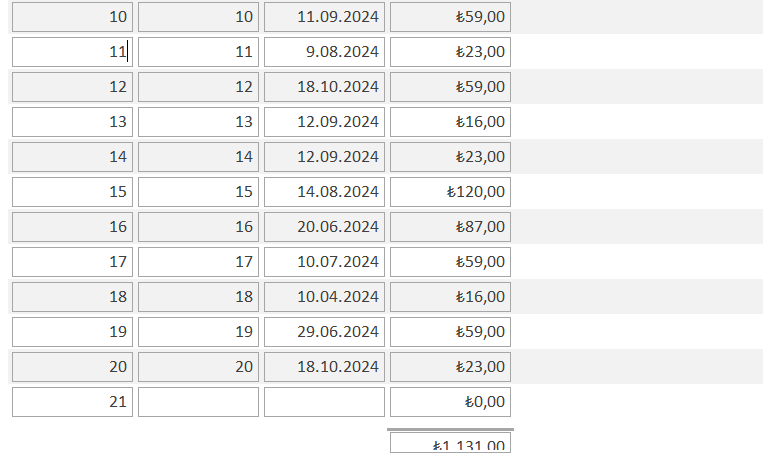 10 10 11.09.2024 ₺59,00
11 11 9.08.2024 ₺23,00
12 12 18.10.2024 ₺59,00
13 13 12.09.2024 ₺16,00
14 14 12.09.2024 ₺23,00
15 15 14.08.2024 ₺120,00
16 16 20.06.2024 ₺87,00
17 17 10.07.2024 ₺59,00
18 18 10.04.2024 ₺16,00
19 19 29.06.2024 ₺59,00
20 20 18.10.2024 ₺23,00
21 ₺0,00
₺1.131,00